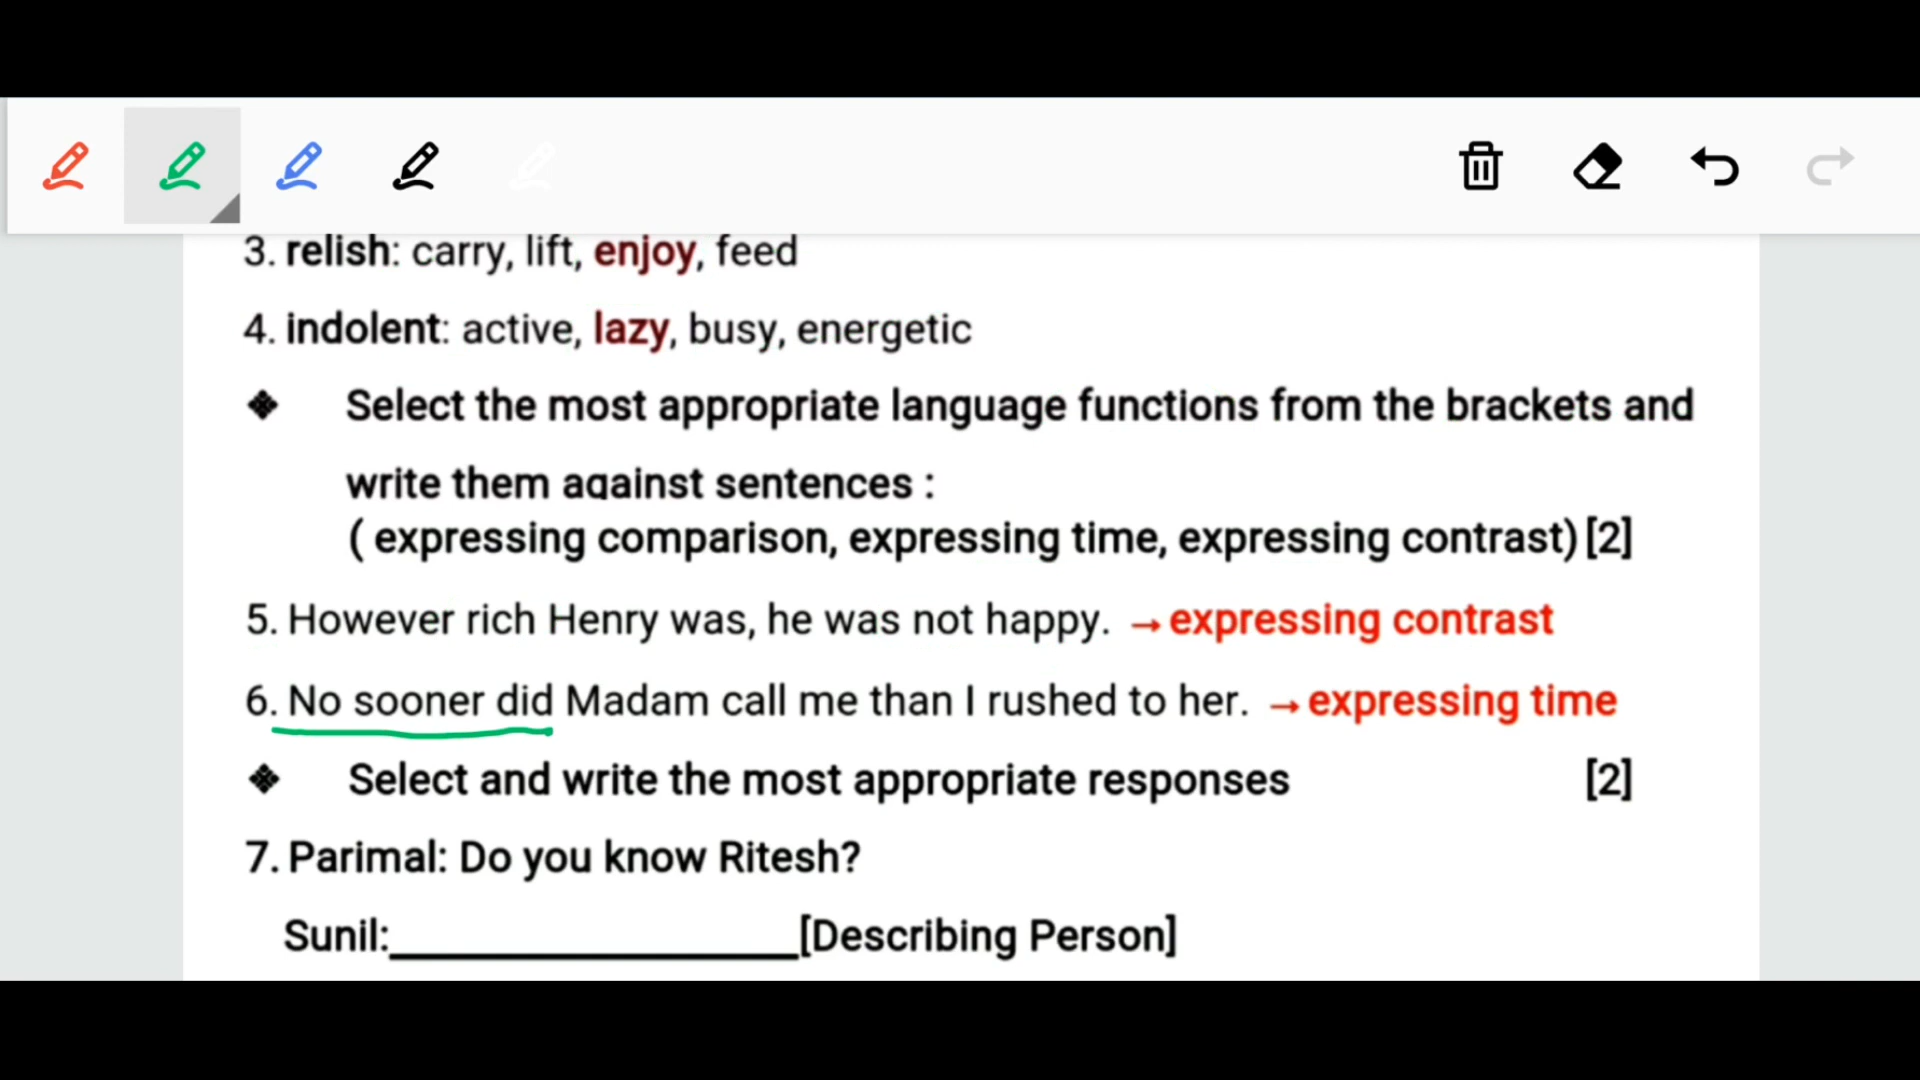 3. relish: carry, lift, enjoy, feed
4. indolent: active, lazy, busy, energetic
❖ Select the most appropriate language functions from the brackets and
write them against sentences :
( expressing comparison, expressing time, expressing contrast) [2]
5. However rich Henry was, he was not happy. → expressing contrast
6. No sooner did Madam call me than I rushed to her. → expressing time
❖ Select and write the most appropriate responses [2]
7. Parimal: Do you know Ritesh?
Sunil:__________________[Describing Person]